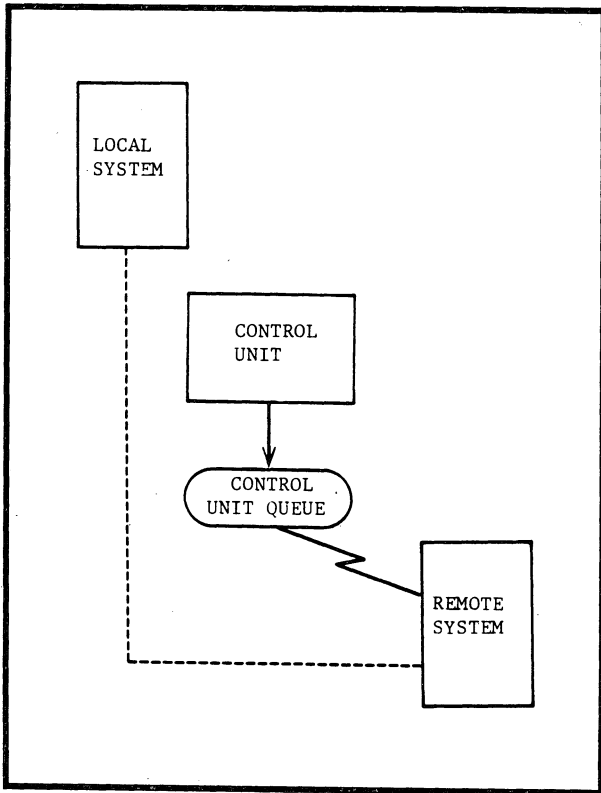 LOCAL
SYSTEM
CONTROL
UNIT
CONTROL
UNIT QUEUE
REMOTE
SYSTEM